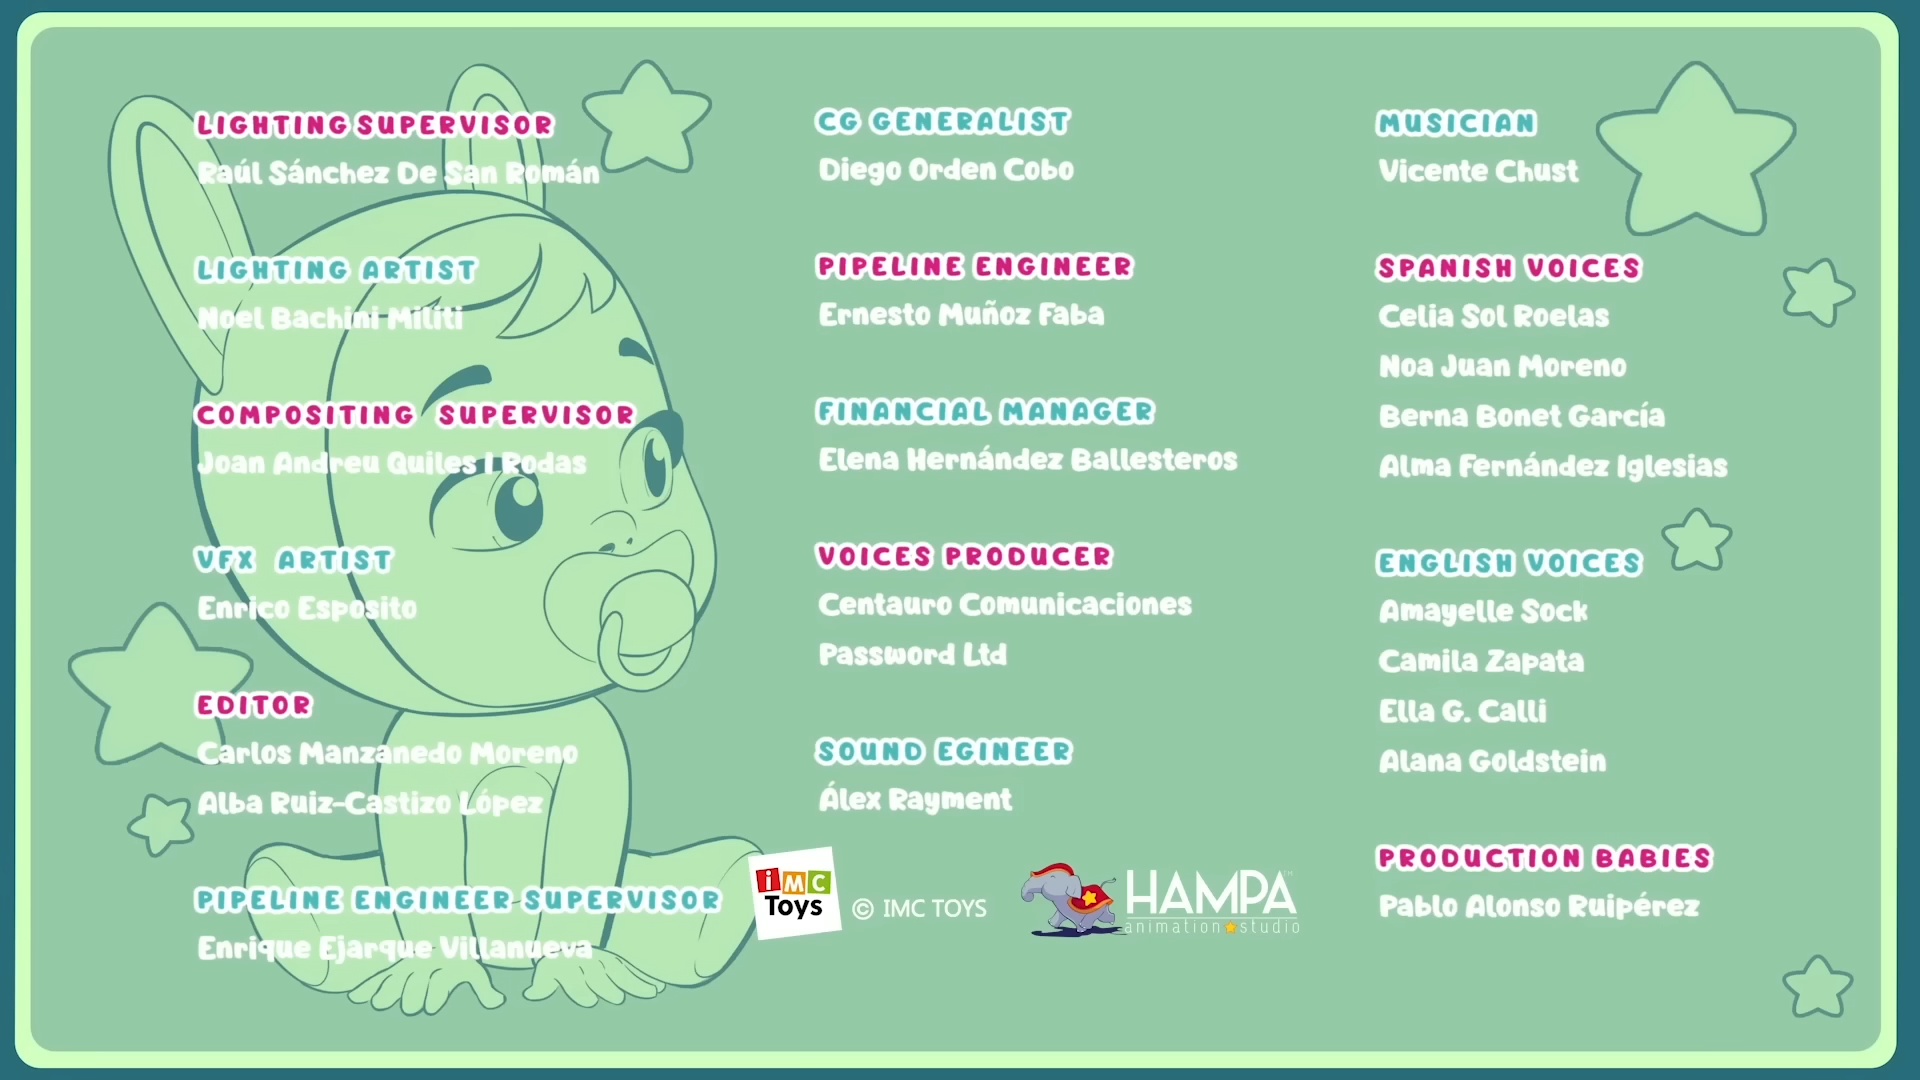 LIGHTING SUPERVISOR
Raúl Sánchez De San Román
LIGHTING ARTIST
Noel Bachini Militi
COMPOSITING SUPERVISOR
Joan Andreu Quiles I Rodas
VFX ARTIST
Enrico Esposito
EDITOR
Carlos Manzanedo Moreno
Alba Ruiz-Castizo López
PIPELINE ENGINEER SUPERVISOR
Enrique Ejarque Villanueva
CG GENERALIST
Diego Orden Cobo
PIPELINE ENGINEER
Ernesto Muñoz Faba
FINANCIAL MANAGER
Elena Hernández Ballesteros
VOICES PRODUCER
Centauro Comunicaciones
Password Ltd
SOUND EGINEER
Álex Rayment
iMC
Toys
© IMC TOYS
HAMPA™
animation studio
MUSICIAN
Vicente Chust
SPANISH VOICES
Celia Sol Roelas
Noa Juan Moreno
Berna Bonet García
Alma Fernández Iglesias
ENGLISH VOICES
Amayelle Sock
Camila Zapata
Ella G. Calli
Alana Goldstein
PRODUCTION BABIES
Pablo Alonso Ruipérez